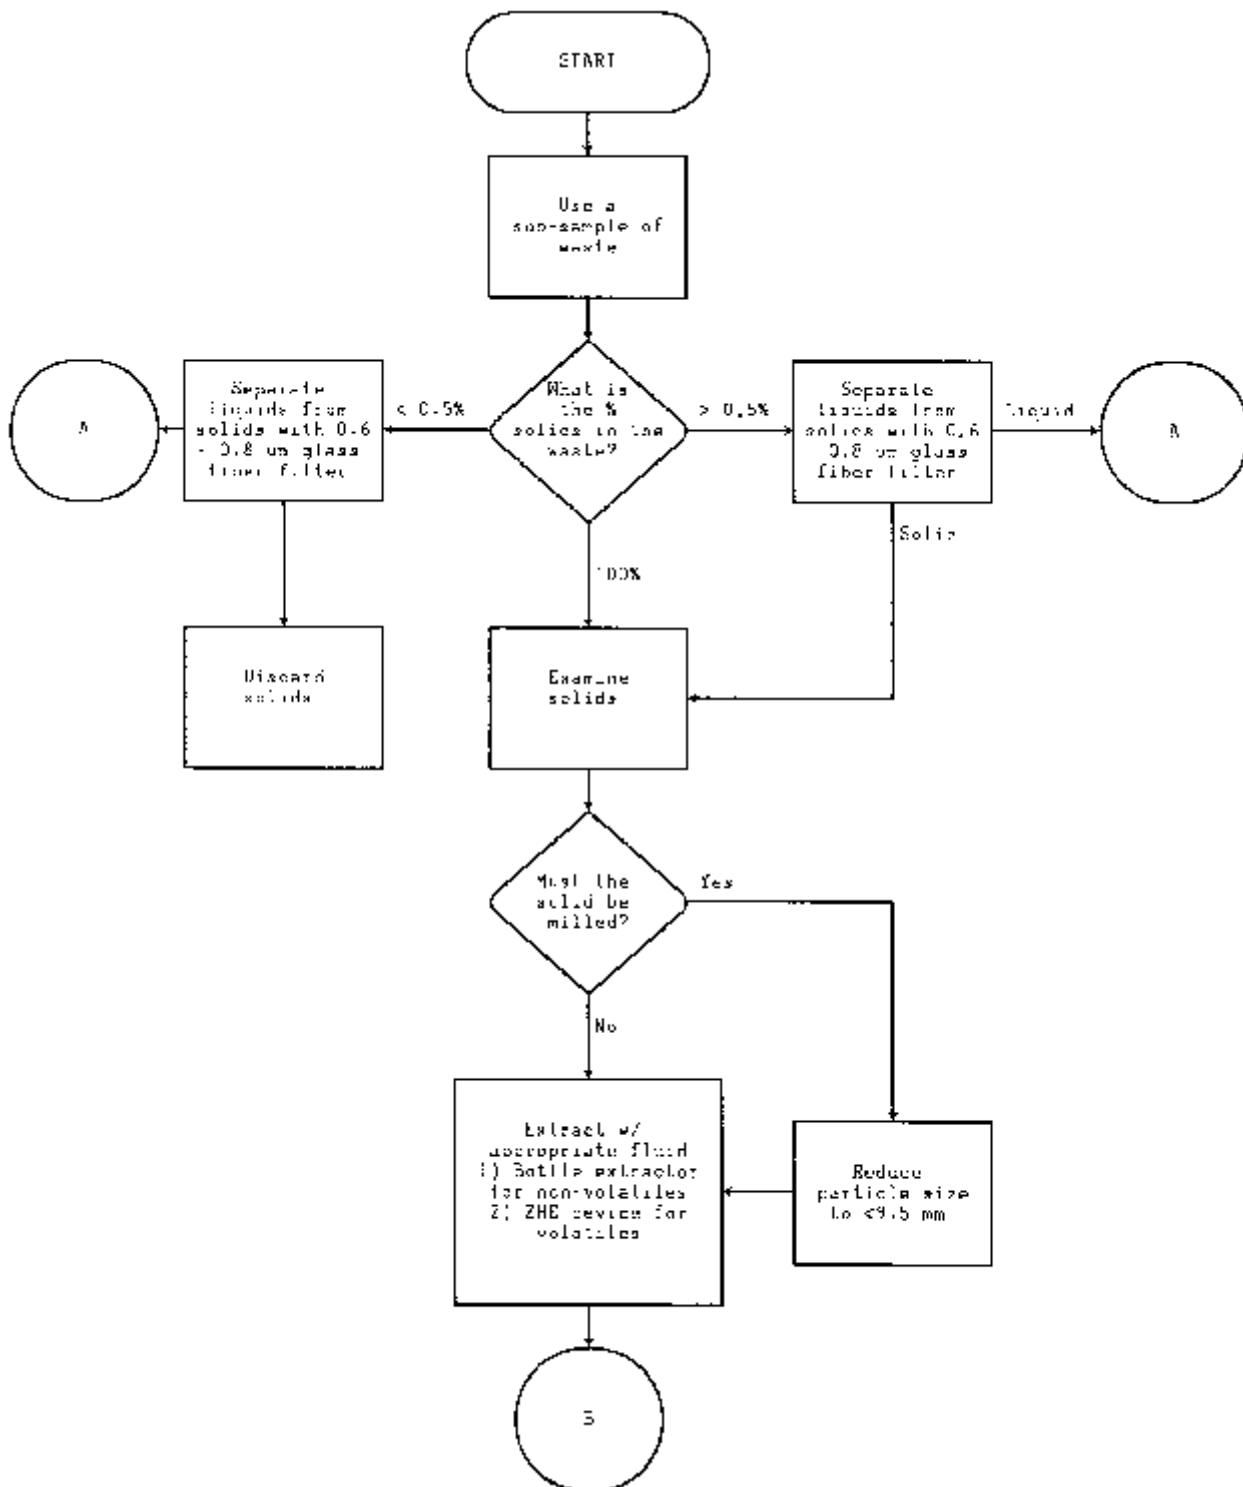 START
Use a
sub-sample of
waste
Separate
liquids from
solids with 0.6
- 0.8 um glass
fiber filter
A
< 0.5%
What is
the %
solids in the
waste?
> 0.5%
Separate
liquids from
solids with 0.6
- 0.8 um glass
fiber filter
Liquid
A
Solid
100%
Discard
solids
Examine
solids
Must the
solid be
milled?
Yes
No
Extract w/
appropriate fluid
1) Bottle extractor
for non-volatiles
2) ZHE device for
volatiles
Reduce
particle size
to <9.5 mm
B